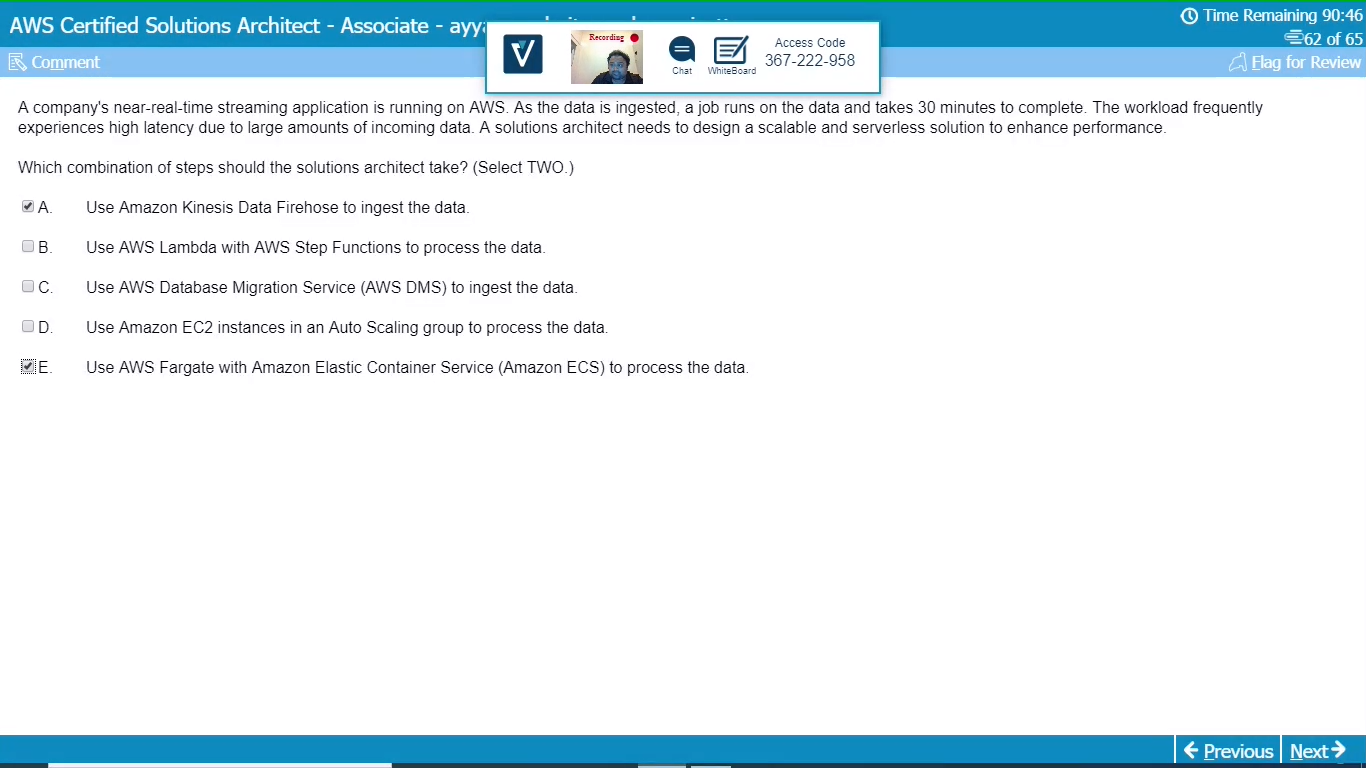 AWS Certified Solutions Architect - Associate -
Time Remaining 90:46
62 of 65
Comment
Flag for Review
Recording
Chat
WhiteBoard
Access Code
367-222-958
A company's near-real-time streaming application is running on AWS. As the data is ingested, a job runs on the data and takes 30 minutes to complete. The workload frequently
experiences high latency due to large amounts of incoming data. A solutions architect needs to design a scalable and serverless solution to enhance performance.
Which combination of steps should the solutions architect take? (Select TWO.)
A. Use Amazon Kinesis Data Firehose to ingest the data.
B. Use AWS Lambda with AWS Step Functions to process the data.
C. Use AWS Database Migration Service (AWS DMS) to ingest the data.
D. Use Amazon EC2 instances in an Auto Scaling group to process the data.
E. Use AWS Fargate with Amazon Elastic Container Service (Amazon ECS) to process the data.
Previous
Next